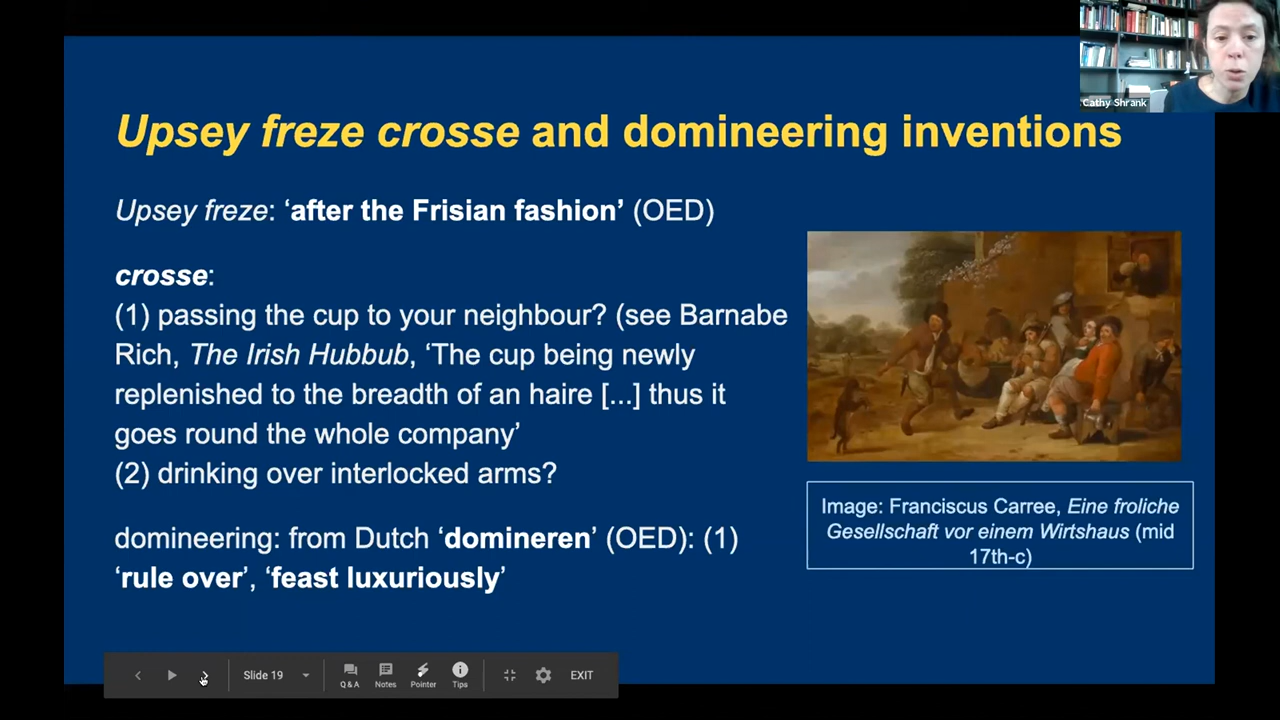 Cathy Shrank
Upsey freze crosse and domineering inventions
Upsey freze: ‘after the Frisian fashion’ (OED)
crosse:
(1) passing the cup to your neighbour? (see Barnabe
Rich, The Irish Hubbub, ‘The cup being newly
replenished to the breadth of an haire [...] thus it
goes round the whole company’
(2) drinking over interlocked arms?
domineering: from Dutch ‘domineren’ (OED): (1)
‘rule over’, ‘feast luxuriously’
Image: Franciscus Carree, Eine froliche
Gesellschaft vor einem Wirtshaus (mid
17th-c)
Slide 19
Q & A
Notes
Pointer
Tips
EXIT